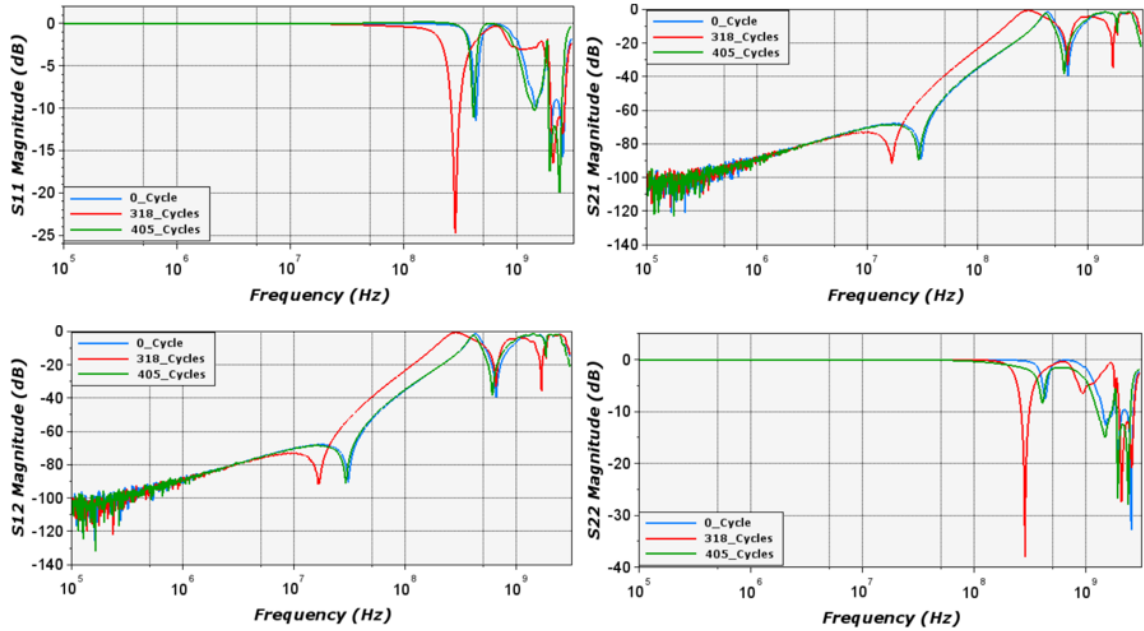 S11 Magnitude (dB)
0
-5
-10
-15
-20
-25
0_Cycle
318_Cycles
405_Cycles
10^5 10^6 10^7 10^8 10^9
Frequency (Hz)
S21 Magnitude (dB)
0
-20
-40
-60
-80
-100
-120
-140
0_Cycle
318_Cycles
405_Cycles
10^5 10^6 10^7 10^8 10^9
Frequency (Hz)
S12 Magnitude (dB)
0
-20
-40
-60
-80
-100
-120
-140
0_Cycle
318_Cycles
405_Cycles
10^5 10^6 10^7 10^8 10^9
Frequency (Hz)
S22 Magnitude (dB)
0
-10
-20
-30
-40
0_Cycle
318_Cycles
405_Cycles
10^5 10^6 10^7 10^8 10^9
Frequency (Hz)